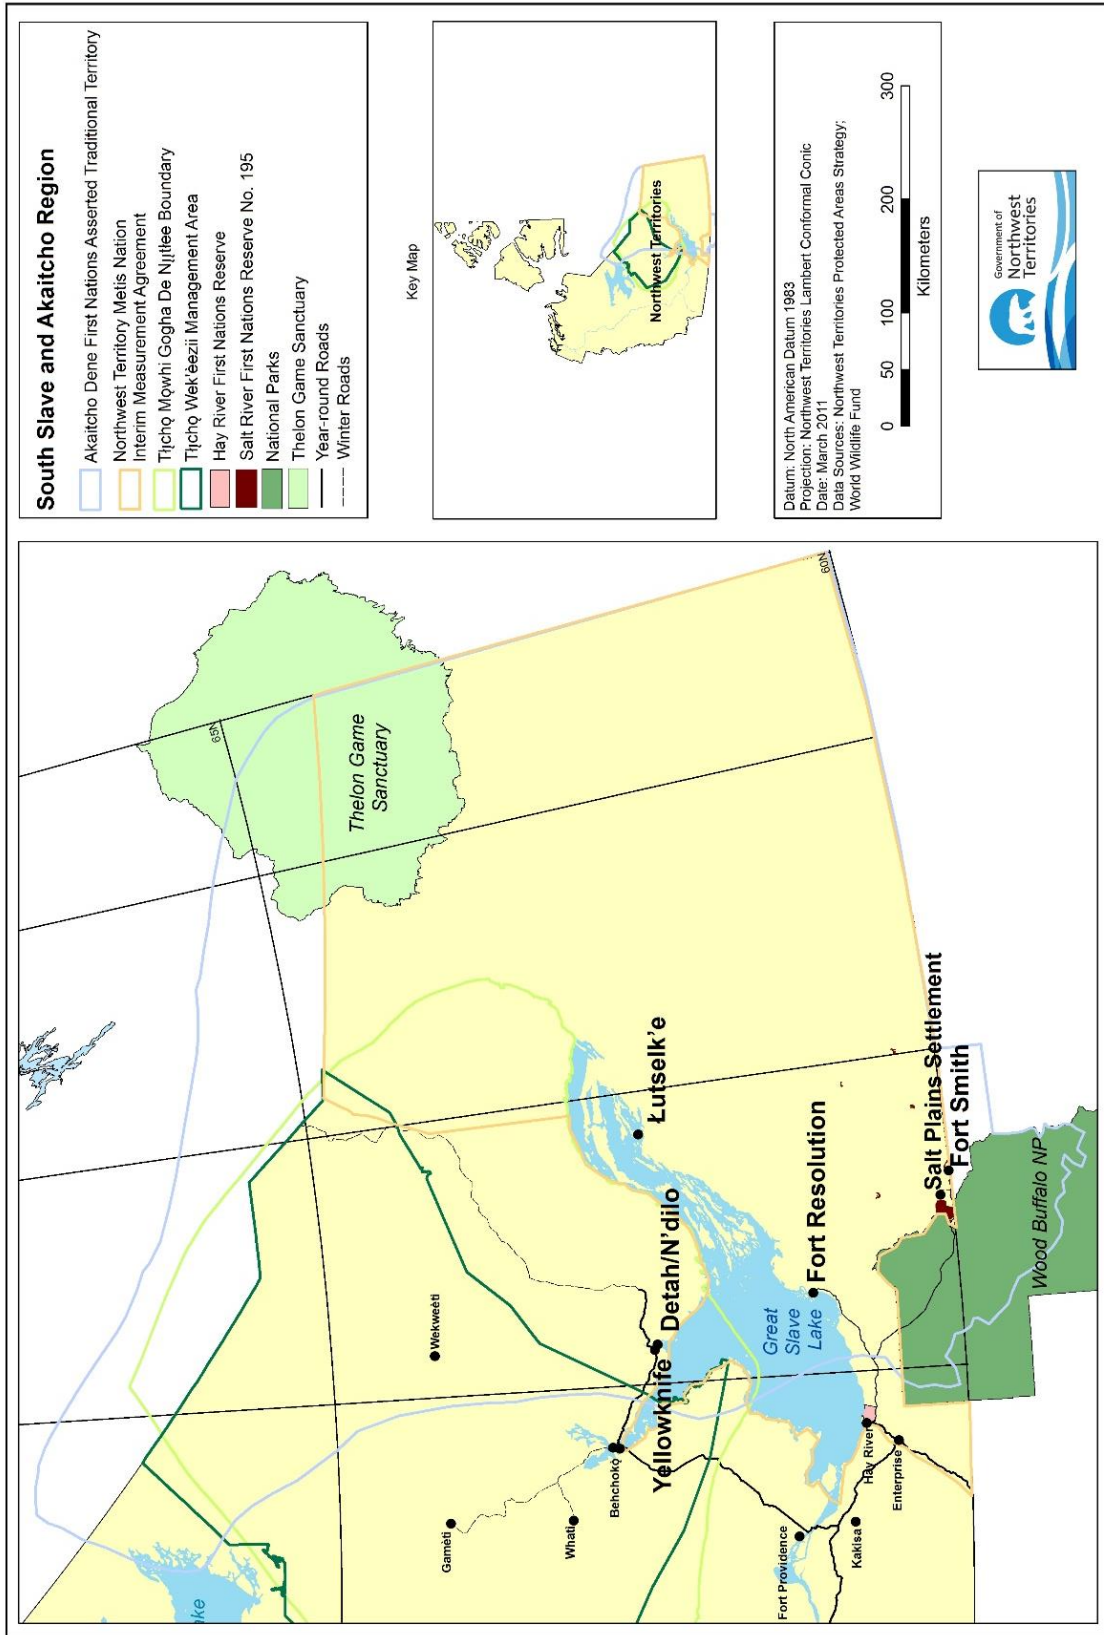 South Slave and Akaitcho Region
Akaitcho Dene First Nations Asserted Traditional Territory
Northwest Territory Metis Nation
Interim Measurement Agreement
Tłı̨chǫ Mǫwhì Gogha Dè Nı̨ı̨tłèe Boundary
Tłı̨chǫ Wek'èezìi Management Area
Hay River First Nations Reserve
Salt River First Nations Reserve No. 195
National Parks
Thelon Game Sanctuary
Year-round Roads
Winter Roads
Key Map
Northwest Territories
Datum: North American Datum 1983
Projection: Northwest Territories Lambert Conformal Conic
Date: March 2011
Data Sources: Northwest Territories Protected Areas Strategy;
World Wildlife Fund
0 50 100 200 300
Kilometers
Government of
Northwest
Territories
65N
60N
Thelon Game
Sanctuary
Wekweètì
Gamètì
Whatì
Behchokǫ̀
Yellowknife
Detah/N'dilo
Łutselk'e
Great
Slave
Lake
Fort Resolution
Fort Providence
Kakisa
Hay River
Enterprise
Salt Plains Settlement
Fort Smith
Wood Buffalo NP